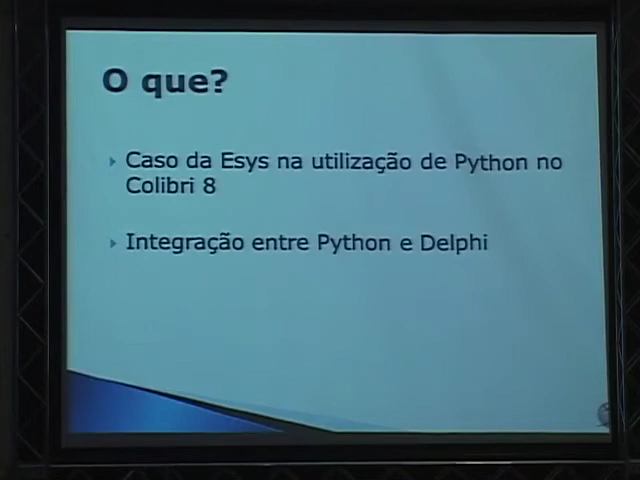 O que?
Caso da Esys na utilização de Python no
Colibri 8
Integração entre Python e Delphi